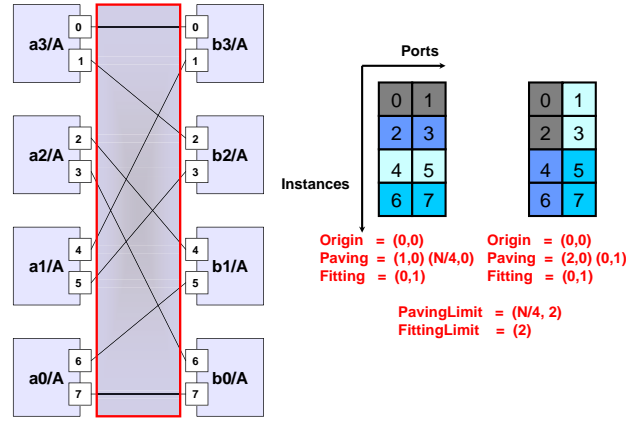 a3/A
0
1
0
1
b3/A
a2/A
2
3
2
3
b2/A
a1/A
4
5
4
5
b1/A
a0/A
6
7
6
7
b0/A
Ports
Instances
0 1
2 3
4 5
6 7
0 1
2 3
4 5
6 7
Origin = (0,0)
Paving = (1,0) (N/4,0)
Fitting = (0,1)
Origin = (0,0)
Paving = (2,0) (0,1)
Fitting = (0,1)
PavingLimit = (N/4, 2)
FittingLimit = (2)